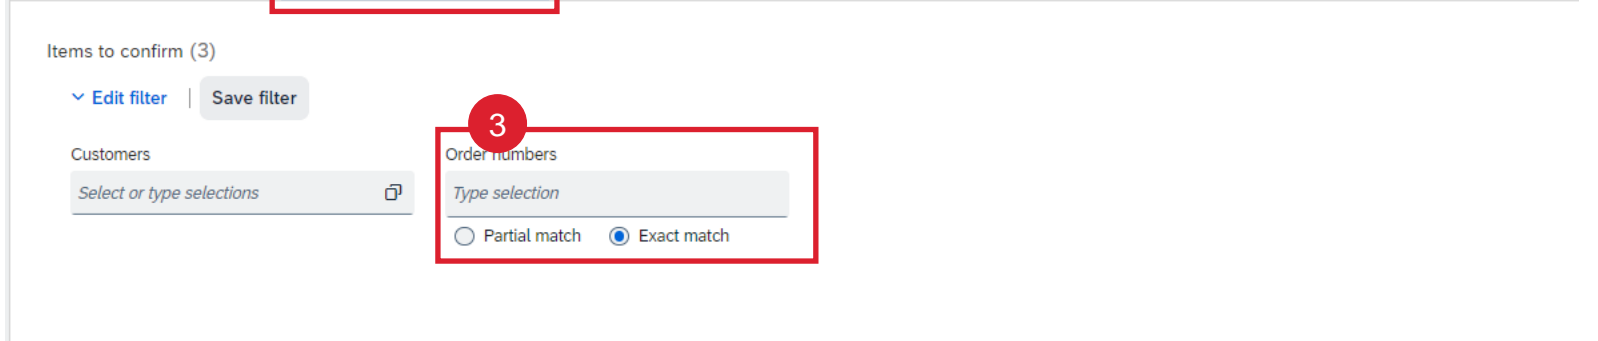 Items to confirm (3)
Edit filter | Save filter
3
Customers
Order numbers
Select or type selections
Type selection
Partial match
Exact match